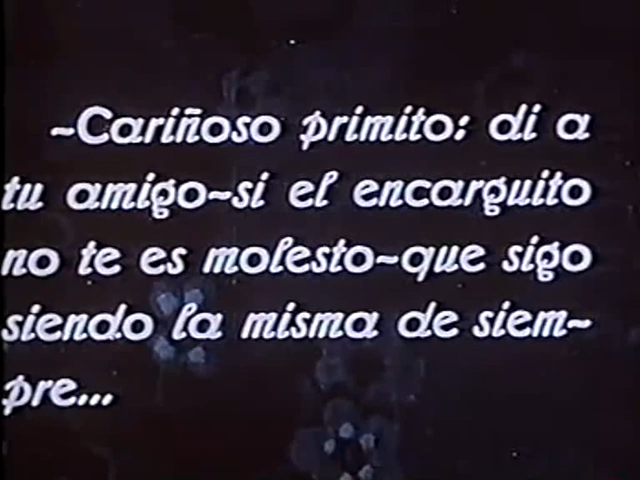 ~Cariñoso primito: di a
tu amigo~si el encarguito
no te es molesto~que sigo
siendo la misma de siem~
pre...